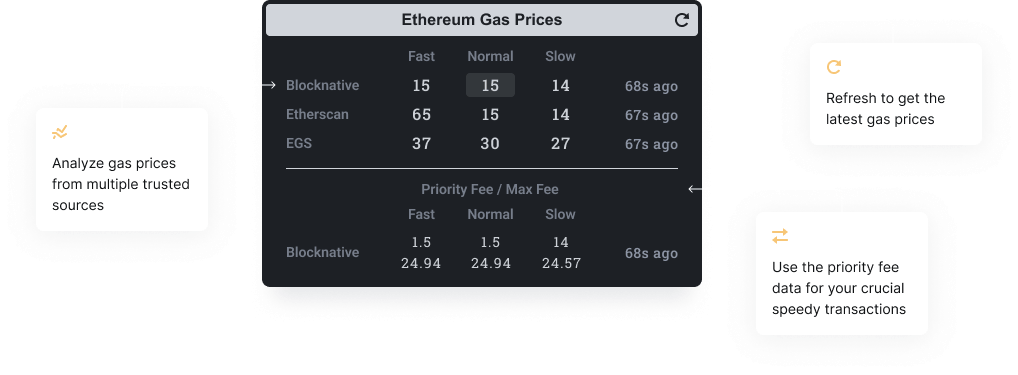 Ethereum Gas Prices
Fast Normal Slow
Blocknative 15 15 14 68s ago
Etherscan 65 15 14 67s ago
EGS 37 30 27 67s ago
Priority Fee / Max Fee
Fast Normal Slow
1.5 1.5 14
Blocknative 68s ago
24.94 24.94 24.57
Analyze gas prices
from multiple trusted
sources
Refresh to get the
latest gas prices
Use the priority fee
data for your crucial
speedy transactions